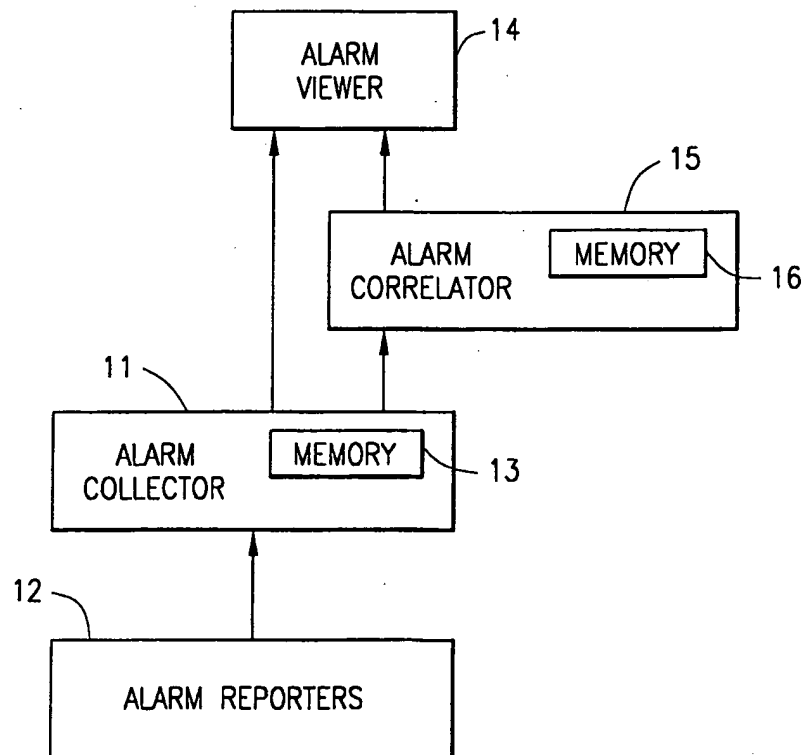 ALARM
VIEWER
14
15
ALARM
CORRELATOR
MEMORY
16
11
ALARM
COLLECTOR
MEMORY
13
12
ALARM REPORTERS